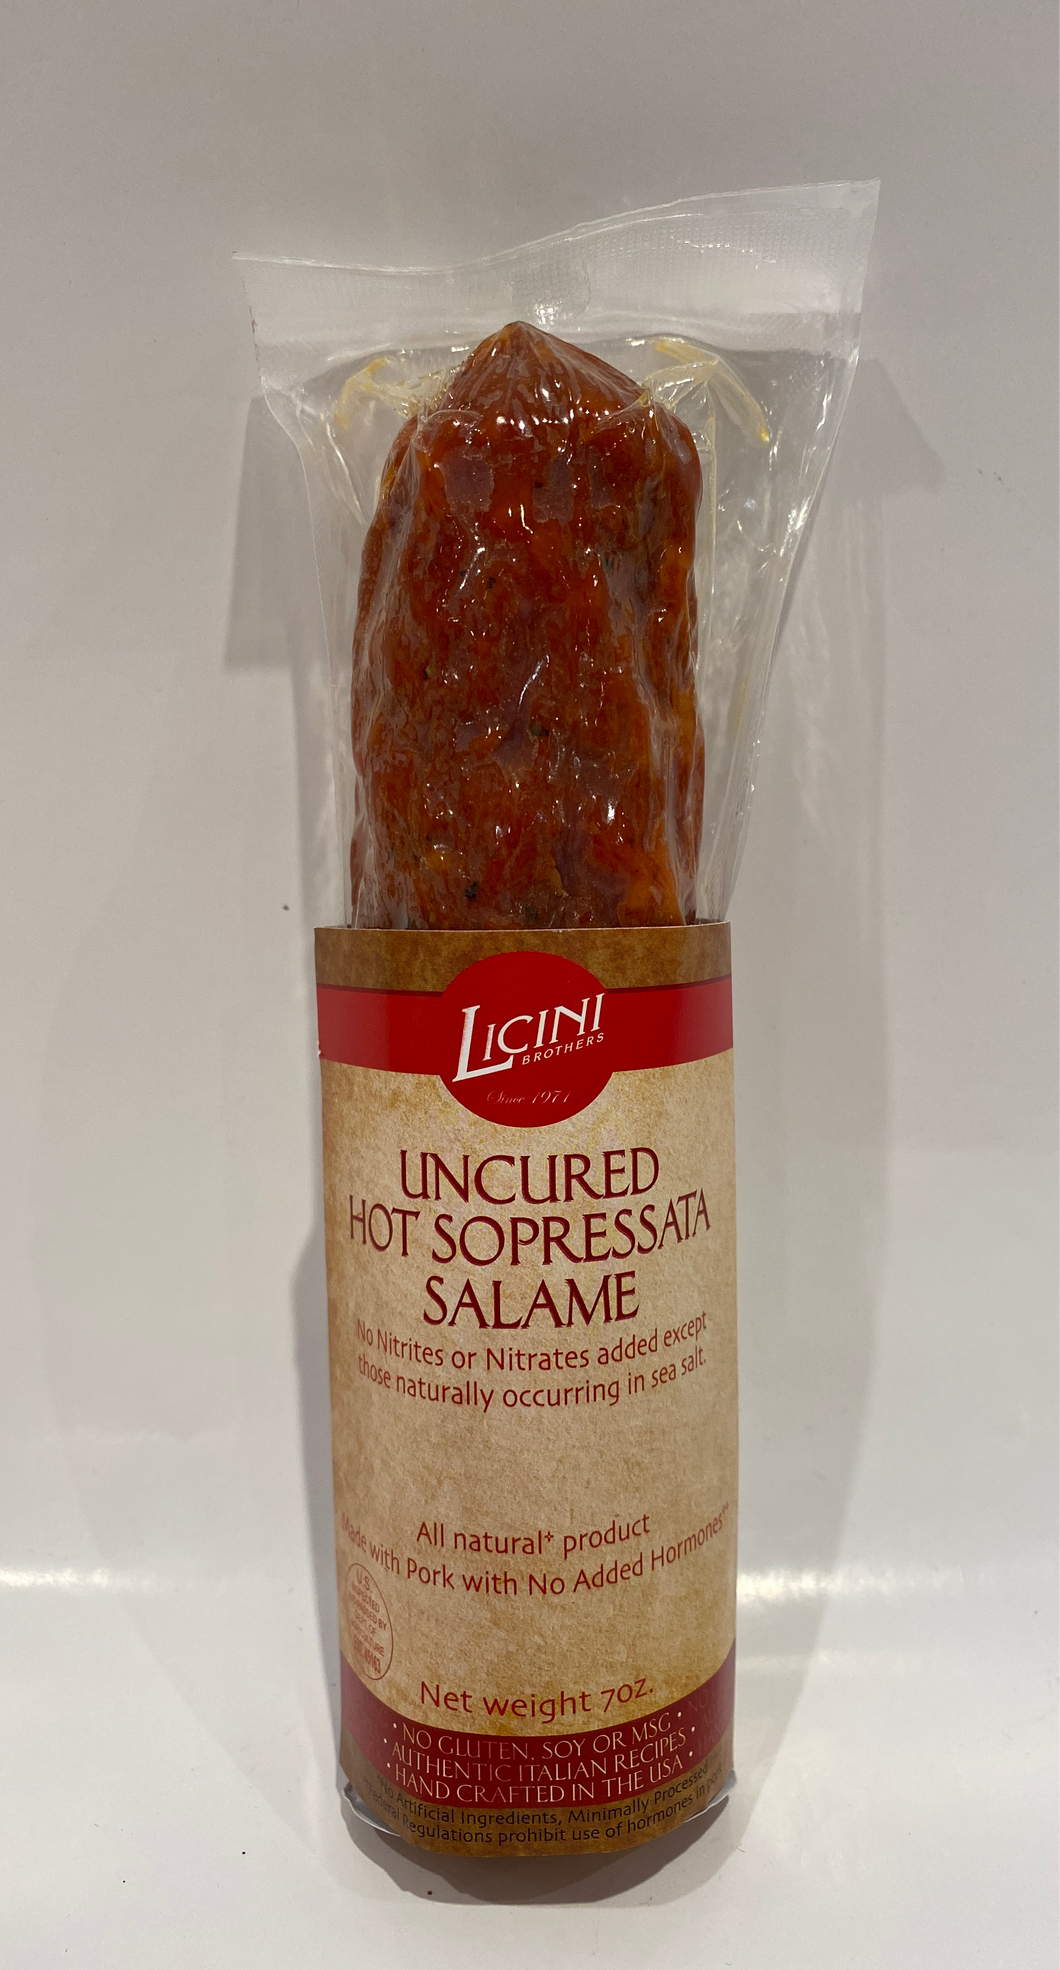 LICINI
BROTHERS
Since 1971
UNCURED
HOT SOPRESSATA
SALAME
No Nitrites or Nitrates added except
those naturally occurring in sea salt.
All natural* product
Made with Pork with No Added Hormones**
U.S.
INSPECTED
Net weight 7oz.
• NO GLUTEN, SOY OR MSG •
• AUTHENTIC ITALIAN RECIPES •
• HAND CRAFTED IN THE USA •
*No Artificial Ingredients, Minimally Processed
Federal Regulations prohibit use of hormones in pork